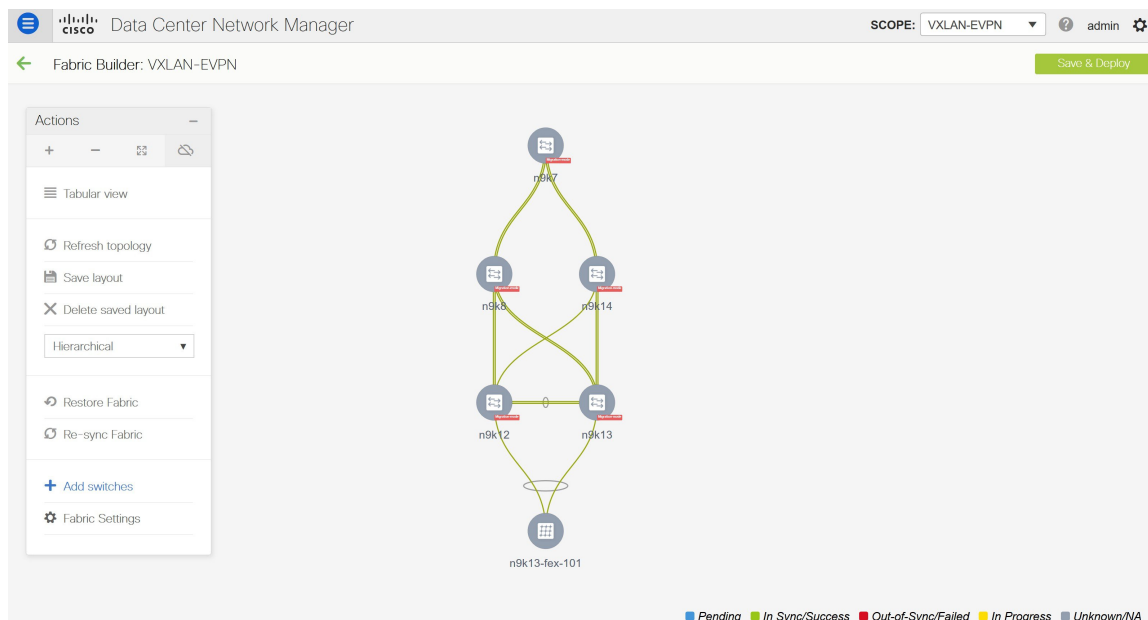 cisco Data Center Network Manager
SCOPE: VXLAN-EVPN
admin
Fabric Builder: VXLAN-EVPN
Save & Deploy
Actions
Tabular view
Refresh topology
Save layout
Delete saved layout
Hierarchical
Restore Fabric
Re-sync Fabric
Add switches
Fabric Settings
n9k7
n9k8
n9k14
n9k12
n9k13
n9k13-fex-101
Pending In Sync/Success Out-of-Sync/Failed In Progress Unknown/NA